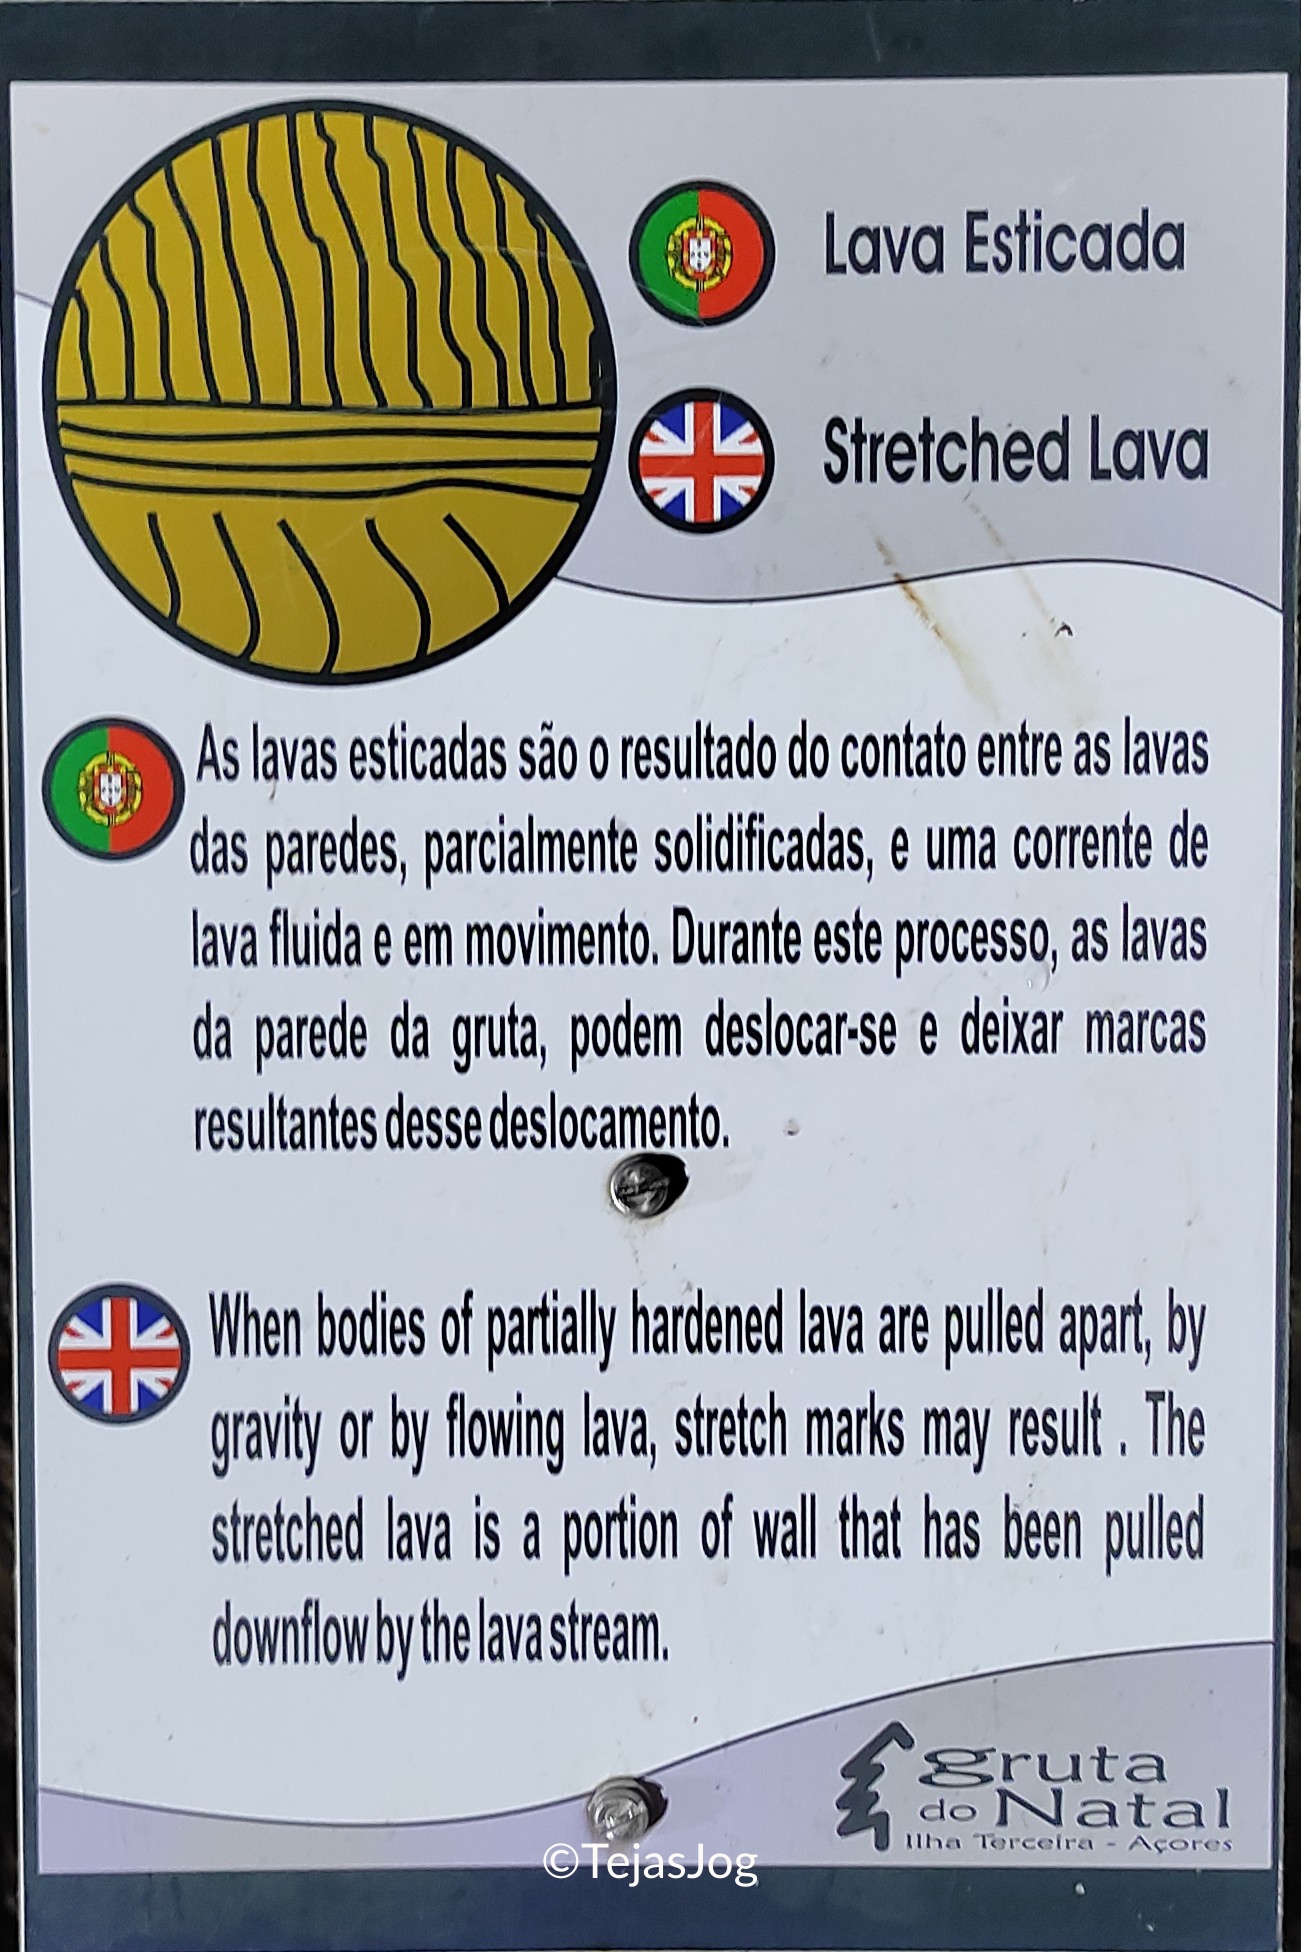 Lava Esticada
Stretched Lava
As lavas esticadas são o resultado do contato entre as lavas
das paredes, parcialmente solidificadas, e uma corrente de
lava fluida e em movimento. Durante este processo, as lavas
da parede da gruta, podem deslocar-se e deixar marcas
resultantes desse deslocamento.
When bodies of partially hardened lava are pulled apart, by
gravity or by flowing lava, stretch marks may result . The
stretched lava is a portion of wall that has been pulled
downflow by the lava stream.
gruta
do Natal
Ilha Terceira - Açores
©TejasJog